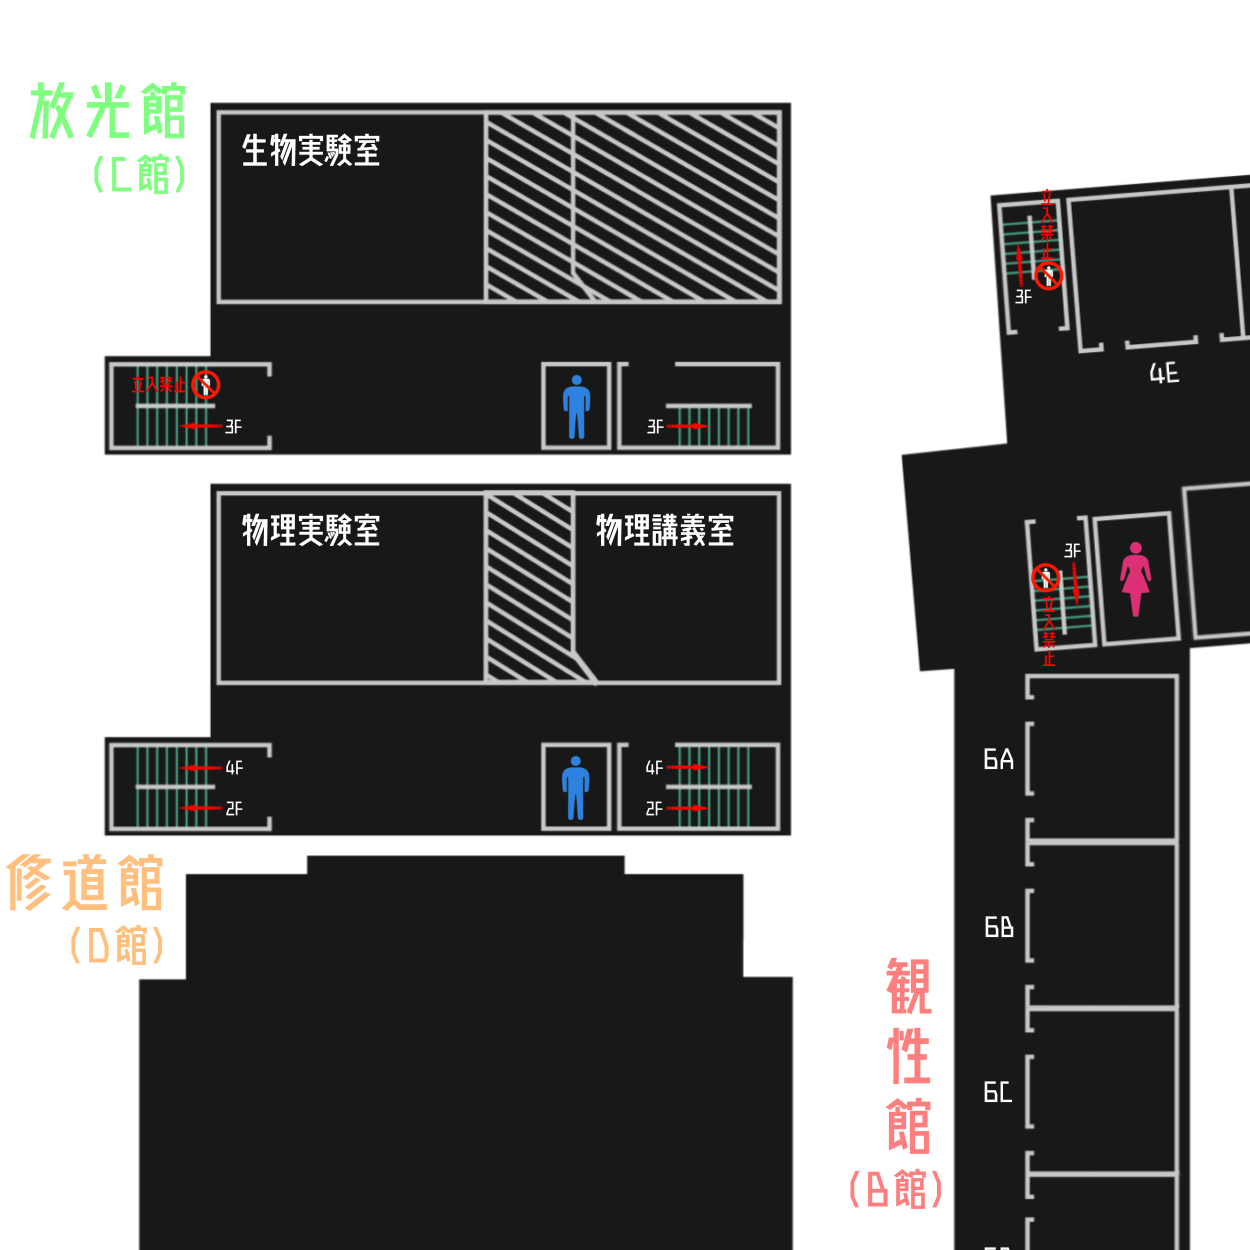 放光館
(C館)
生物実験室
立入禁止
3F
3F
物理実験室
物理講義室
4F
2F
4F
2F
修道館
(D館)
立入禁止
3F
4E
3F
立入禁止
6A
6B
6C
観性館
(B館)